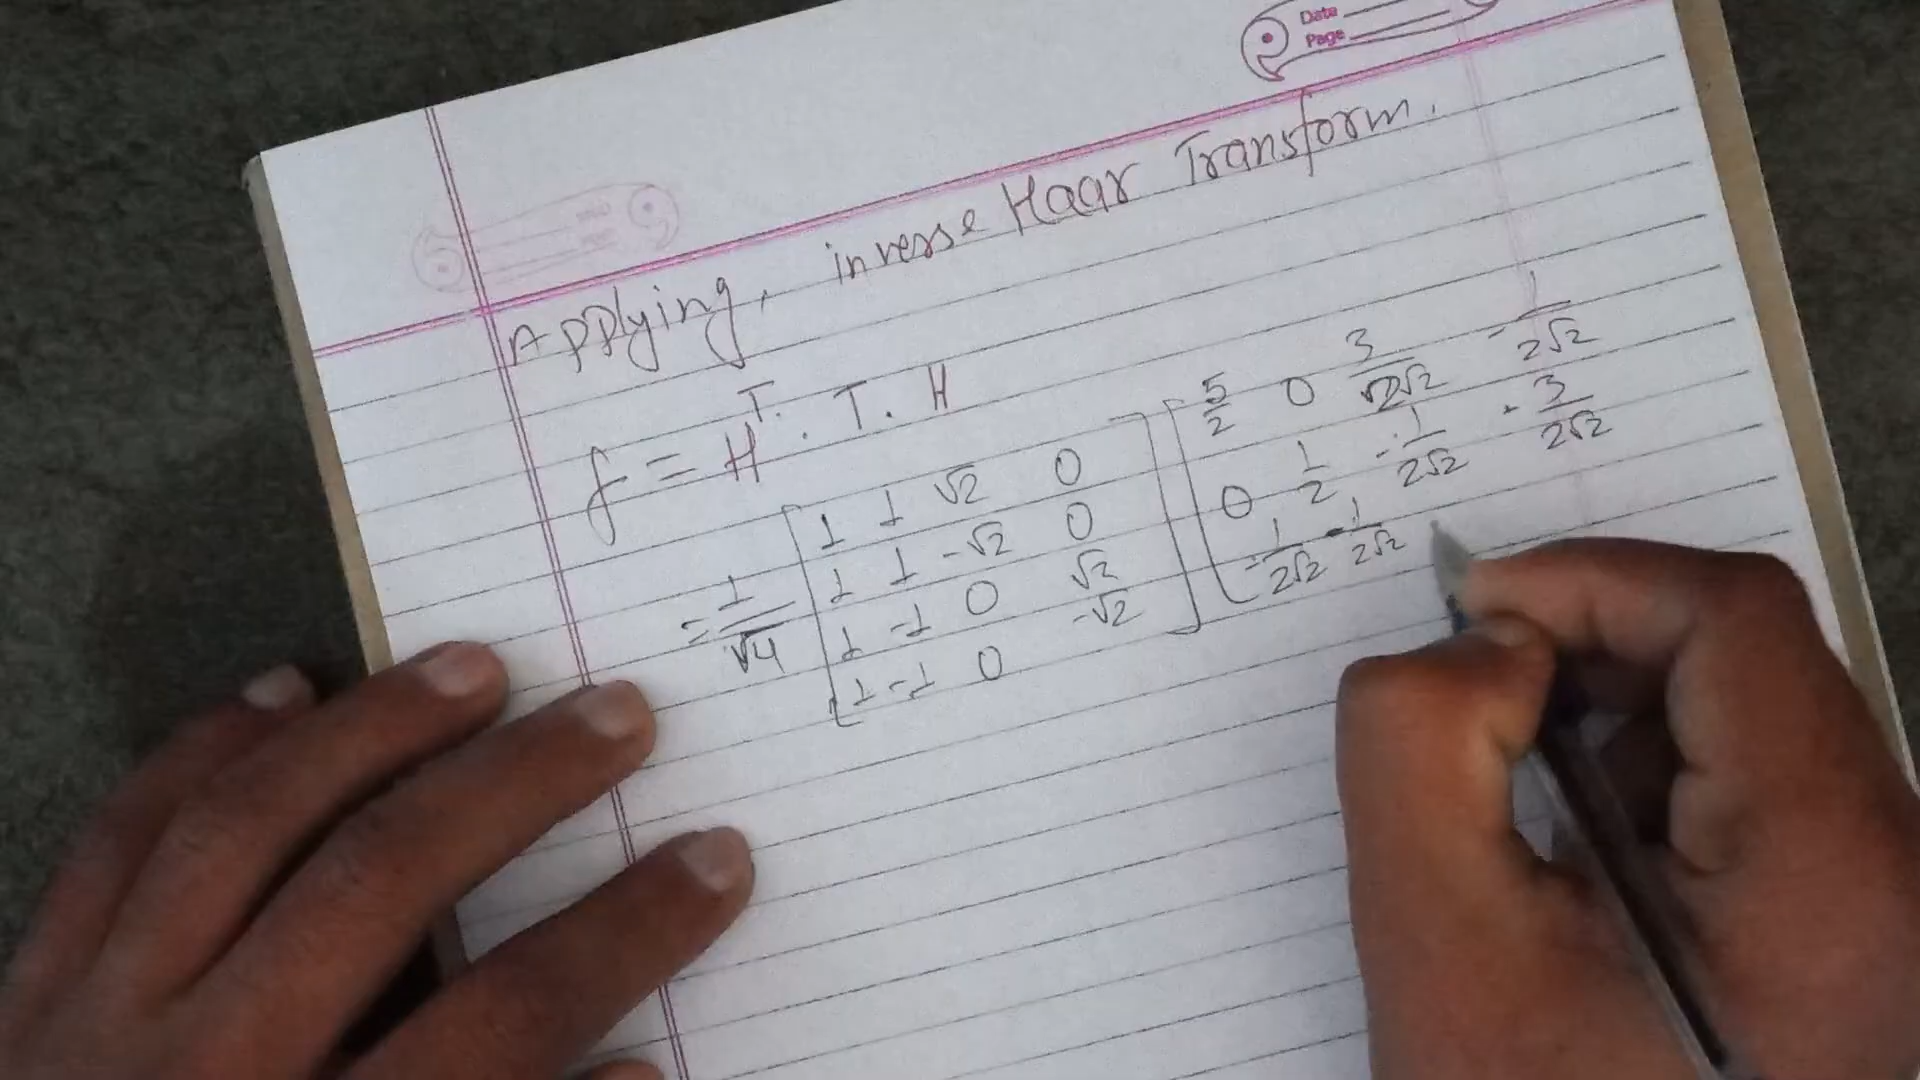 Date
Page
Applying, inverse Haar Transform.
f = H^T . T . H
= 1/√4 [ 1 1 √2 0 ] [ 5/2 0 3/2√2 -1/2√2
1 1 -√2 0 0 1/2 -1/2√2 3/2√2
1 -1 0 √2 -1/2√2 -1/2√2
1 -1 0 -√2